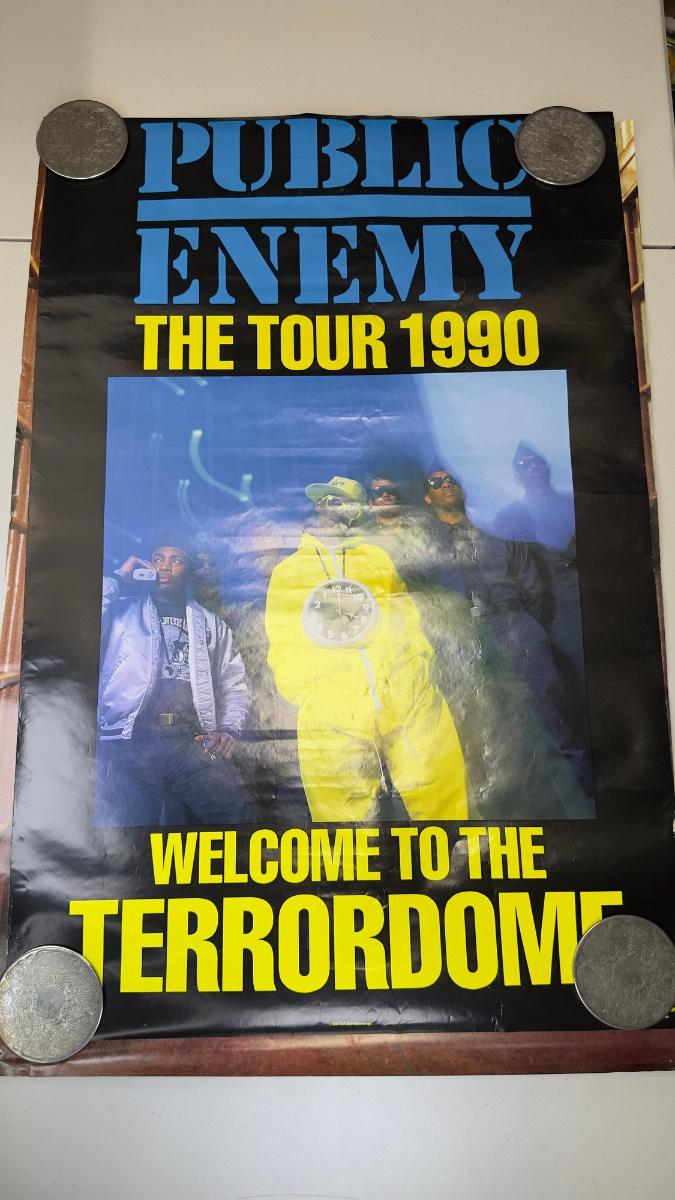 PUBLIC
ENEMY
THE TOUR 1990
WELCOME TO THE
TERRORDOME